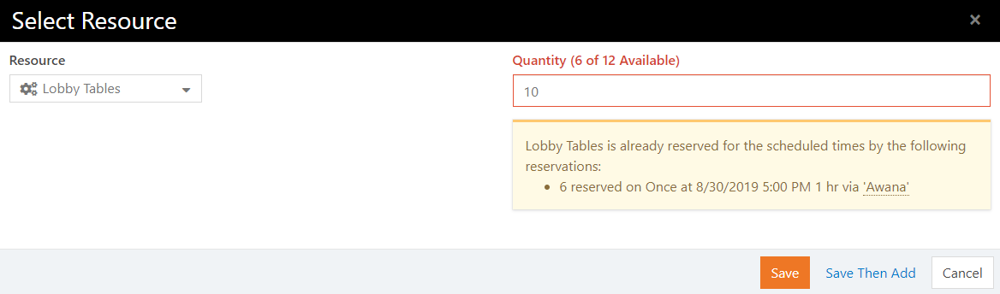 Select Resource
×
Resource
Quantity (6 of 12 Available)
Lobby Tables
10
Lobby Tables is already reserved for the scheduled times by the following
reservations:
• 6 reserved on Once at 8/30/2019 5:00 PM 1 hr via 'Awana'
Save
Save Then Add
Cancel